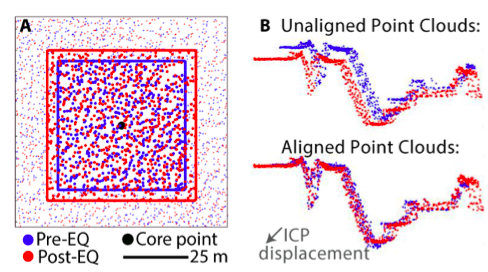 A
B Unaligned Point Clouds:
Aligned Point Clouds:
ICP
displacement
Pre-EQ Core point
Post-EQ 25 m